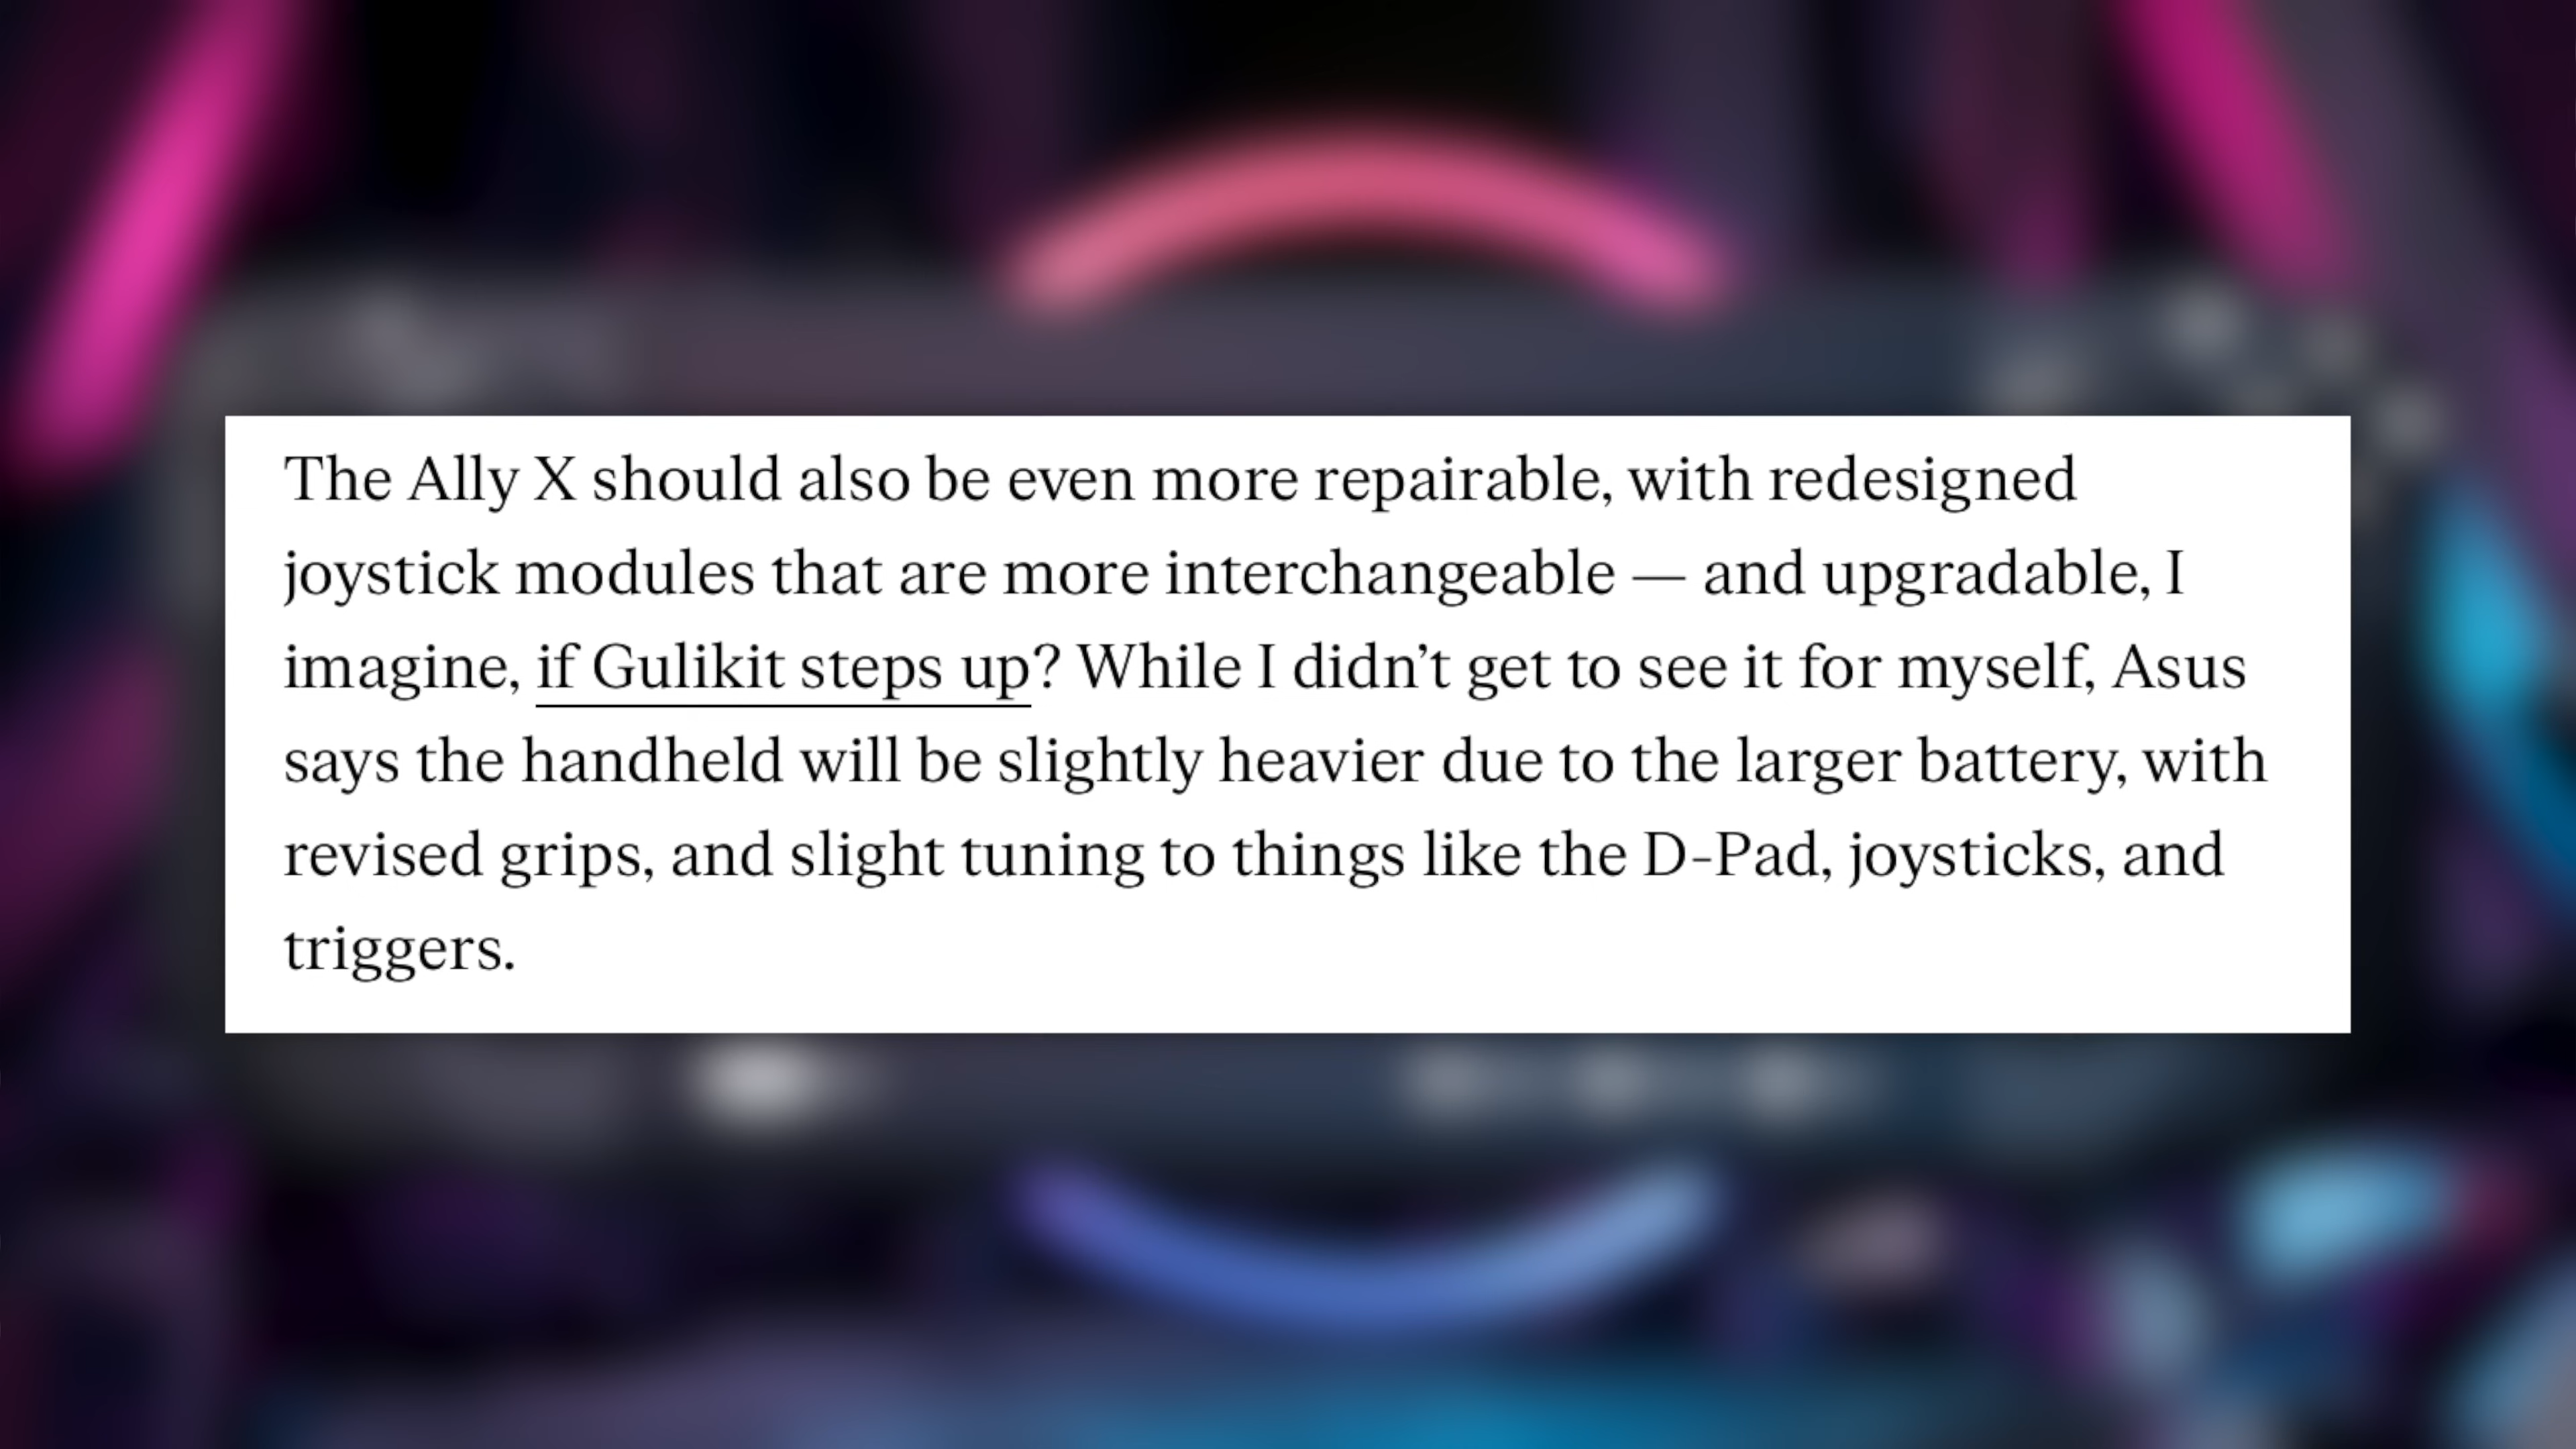 The Ally X should also be even more repairable, with redesigned
joystick modules that are more interchangeable — and upgradable, I
imagine, if Gulikit steps up? While I didn’t get to see it for myself, Asus
says the handheld will be slightly heavier due to the larger battery, with
revised grips, and slight tuning to things like the D-Pad, joysticks, and
triggers.